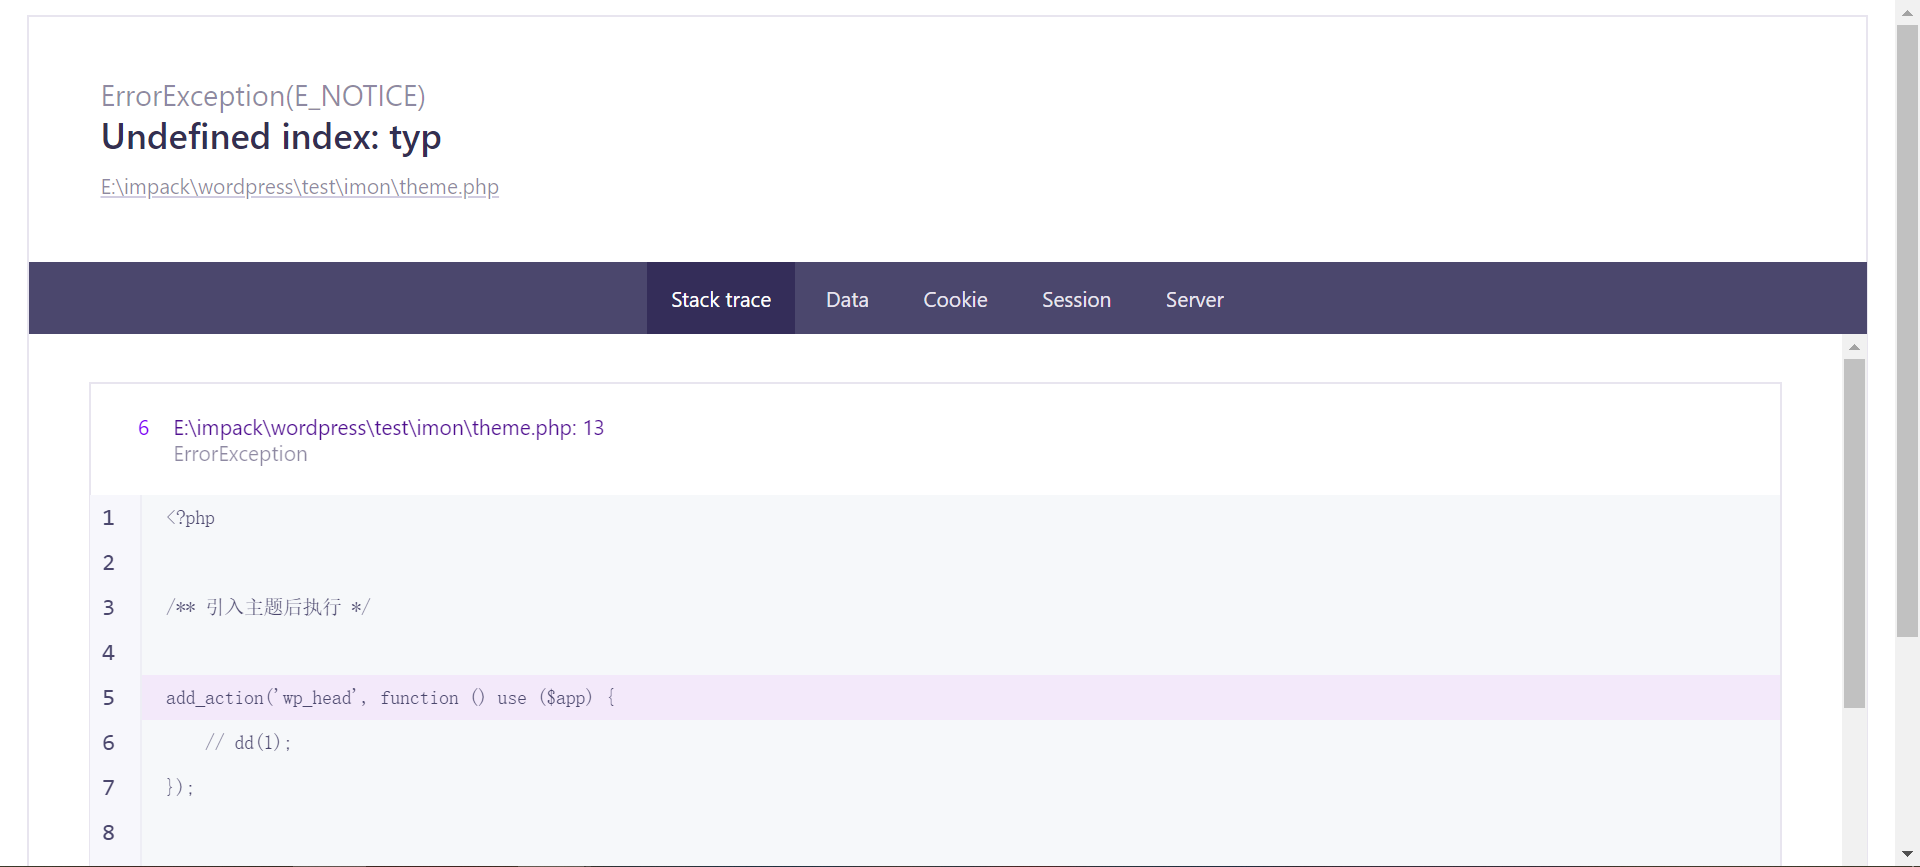 ErrorException(E_NOTICE)
Undefined index: typ
E:\impack\wordpress\test\imon\theme.php
Stack trace Data Cookie Session Server
6 E:\impack\wordpress\test\imon\theme.php: 13
ErrorException
1 <?php
2
3 /** 引入主题后执行 */
4
5 add_action('wp_head', function () use ($app) {
6 // dd(1);
7 });
8